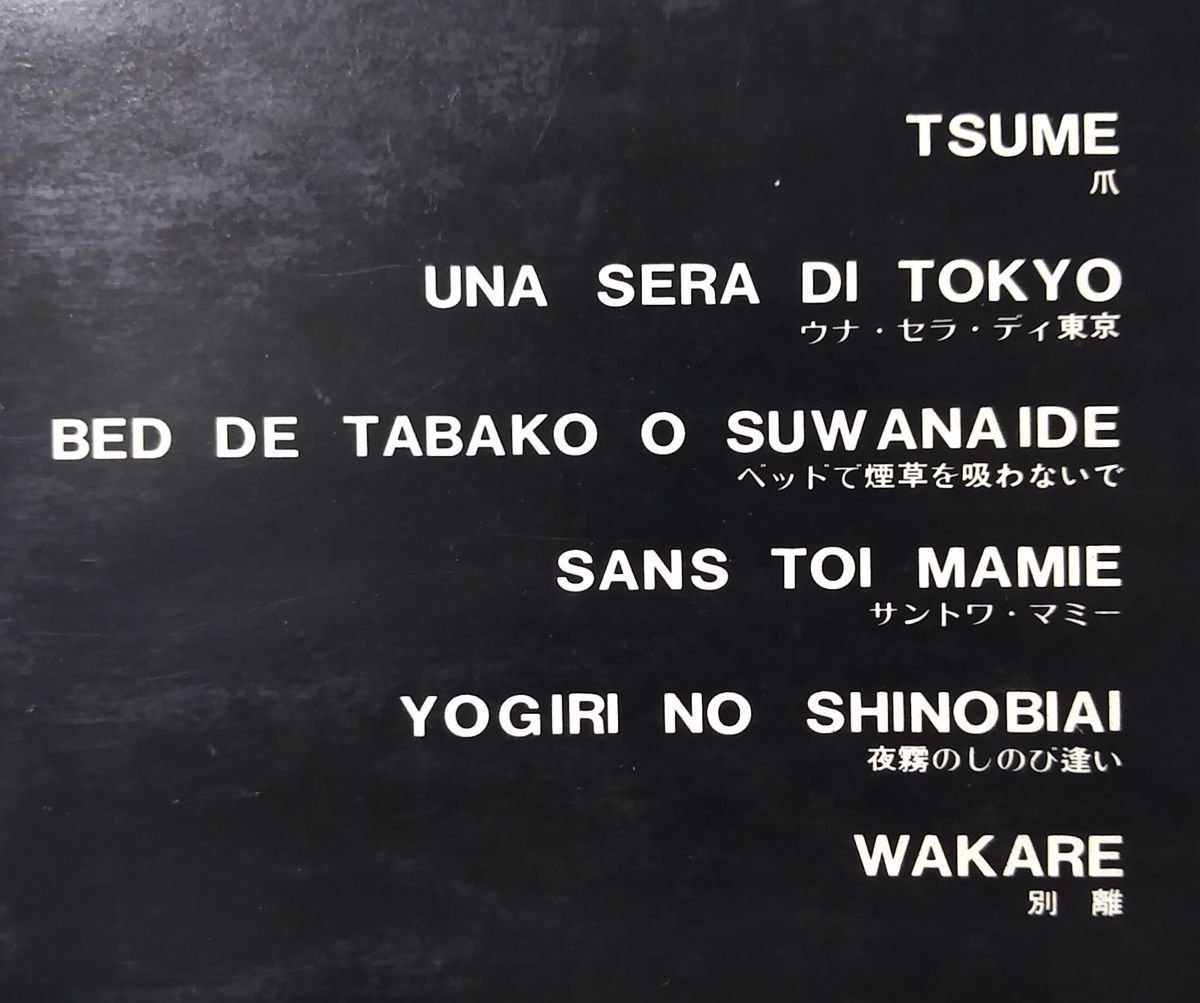 TSUME
爪
UNA SERA DI TOKYO
ウナ・セラ・ディ東京
BED DE TABAKO O SUWANAIDE
ベッドで煙草を吸わないで
SANS TOI MAMIE
サントワ・マミー
YOGIRI NO SHINOBIAI
夜霧のしのび逢い
WAKARE
別 離